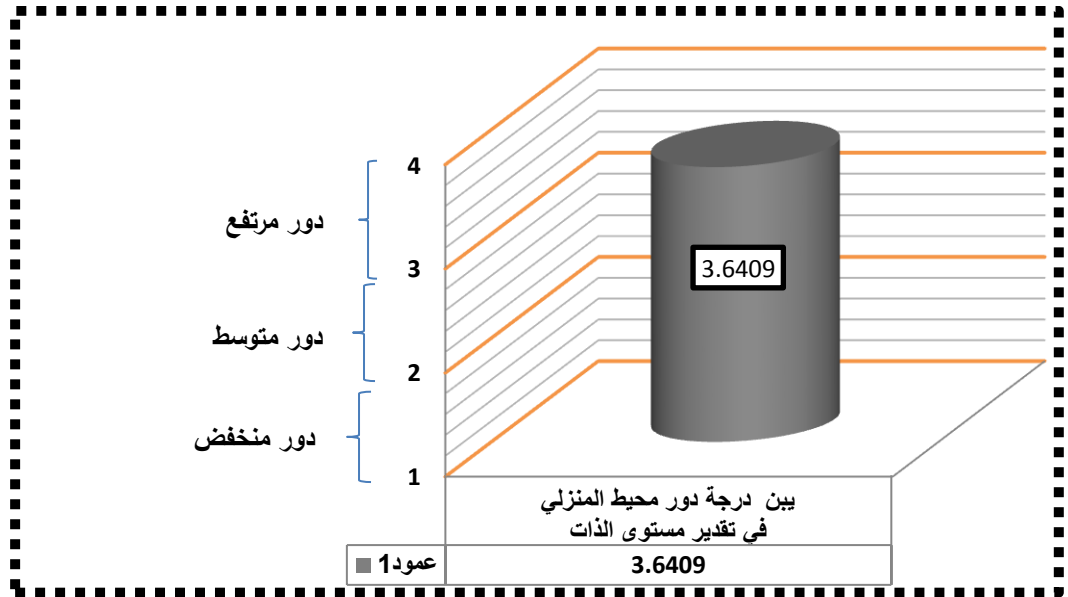 4
دور مرتفع
3.6409
3
دور متوسط
2
دور منخفض
1
يبن درجة دور محيط المنزلي
في تقدير مستوى الذات
عمود1
3.6409